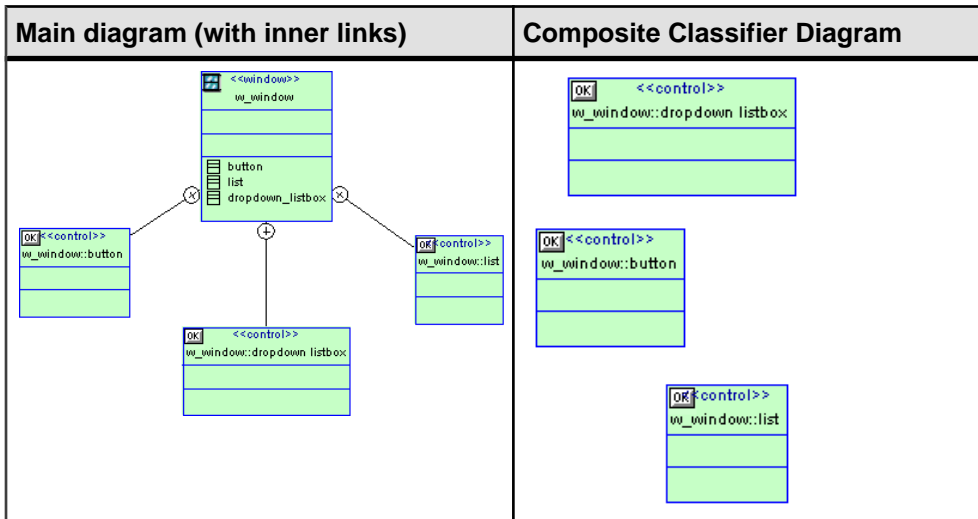 Main diagram (with inner links)
Composite Classifier Diagram
<<window>>
w_window
button
list
dropdown_listbox
OK <<control>>
w_window::button
OK <control>>
w_window::list
OK <<control>>
w_window::dropdown listbox
OK <<control>>
w_window::dropdown listbox
OK <<control>>
w_window::button
OK <control>>
w_window::list